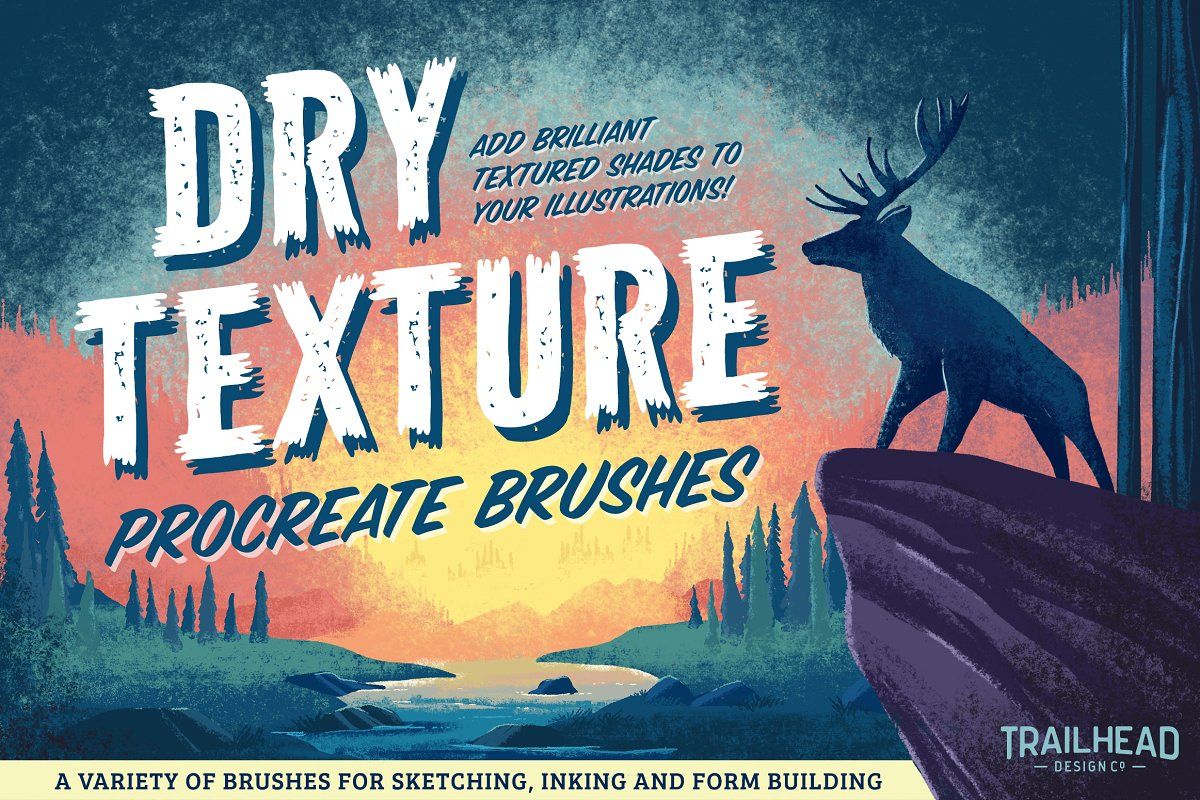 DRY
ADD BRILLIANT
TEXTURED SHADES TO
YOUR ILLUSTRATIONS!
TEXTURE
PROCREATE BRUSHES
TRAILHEAD
— DESIGN Cº —
A VARIETY OF BRUSHES FOR SKETCHING, INKING AND FORM BUILDING